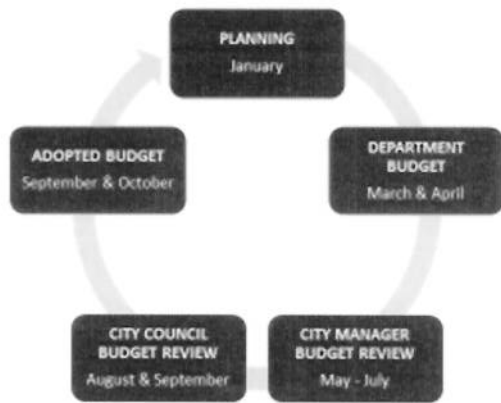 PLANNING
January
DEPARTMENT
BUDGET
March & April
CITY MANAGER
BUDGET REVIEW
May - July
CITY COUNCIL
BUDGET REVIEW
August & September
ADOPTED BUDGET
September & October